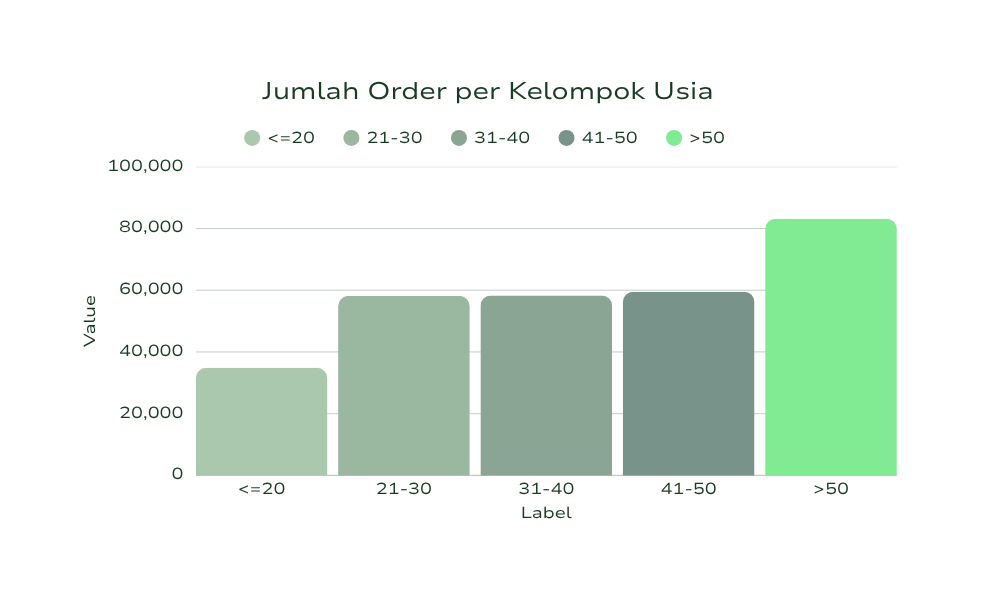 Jumlah Order per Kelompok Usia
<=20 21-30 31-40 41-50 >50
100,000
80,000
60,000
40,000
20,000
0
Value
<=20 21-30 31-40 41-50 >50
Label